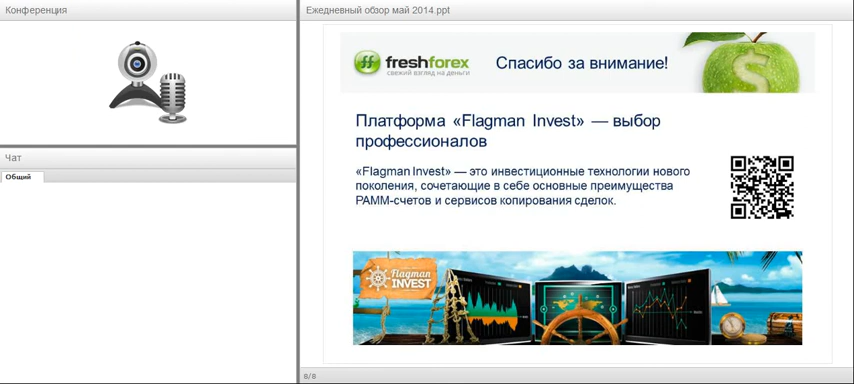 Конференция
Чат
Общий
Ежедневный обзор май 2014.ppt
freshforex
свежий взгляд на деньги
Спасибо за внимание!
Платформа «Flagman Invest» — выбор
профессионалов
«Flagman Invest» — это инвестиционные технологии нового
поколения, сочетающие в себе основные преимущества
РАММ-счетов и сервисов копирования сделок.
Flagman
INVEST
8/8